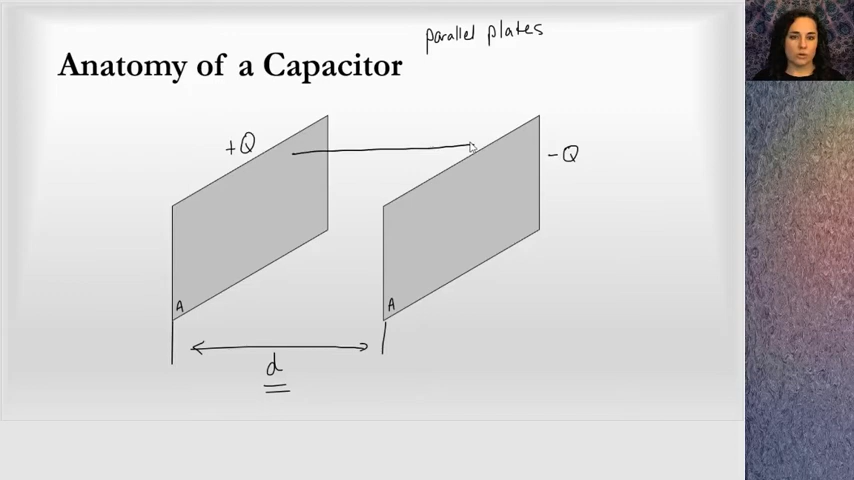 parallel plates
Anatomy of a Capacitor
+Q
-Q
A
A
d